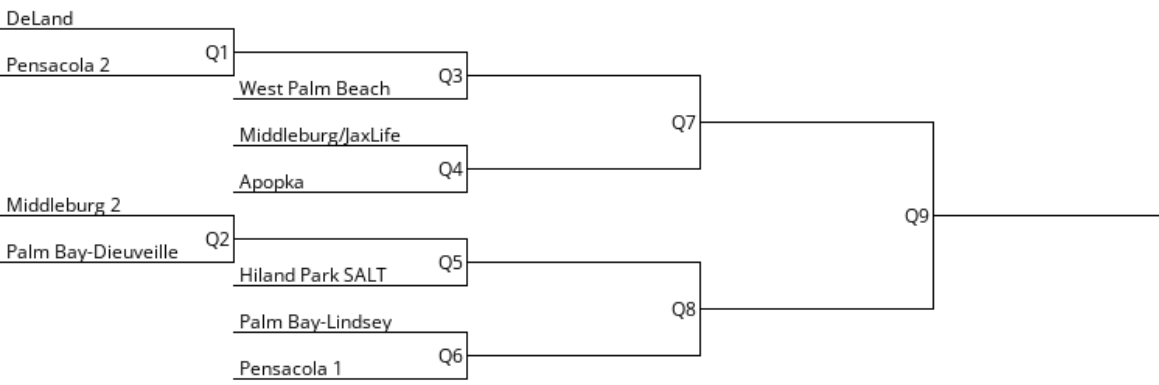 DeLand
Q1
Pensacola 2
Q3
West Palm Beach
Q7
Middleburg/JaxLife
Q4
Apopka
Middleburg 2
Q9
Q2
Palm Bay-Dieuveille
Q5
Hiland Park SALT
Q8
Palm Bay-Lindsey
Q6
Pensacola 1